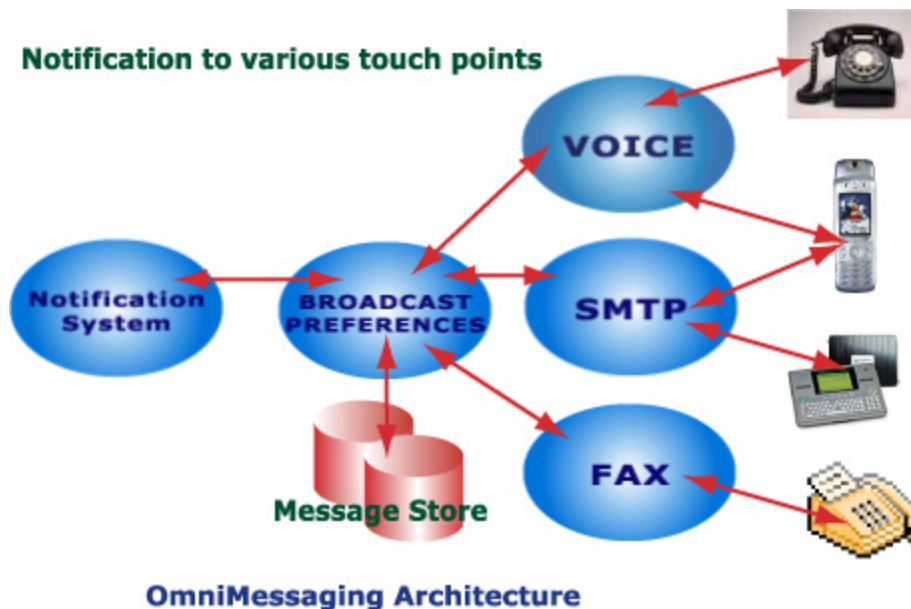 Notification to various touch points
VOICE
Notification
System
BROADCAST
PREFERENCES
SMTP
FAX
Message Store
OmniMessaging Architecture